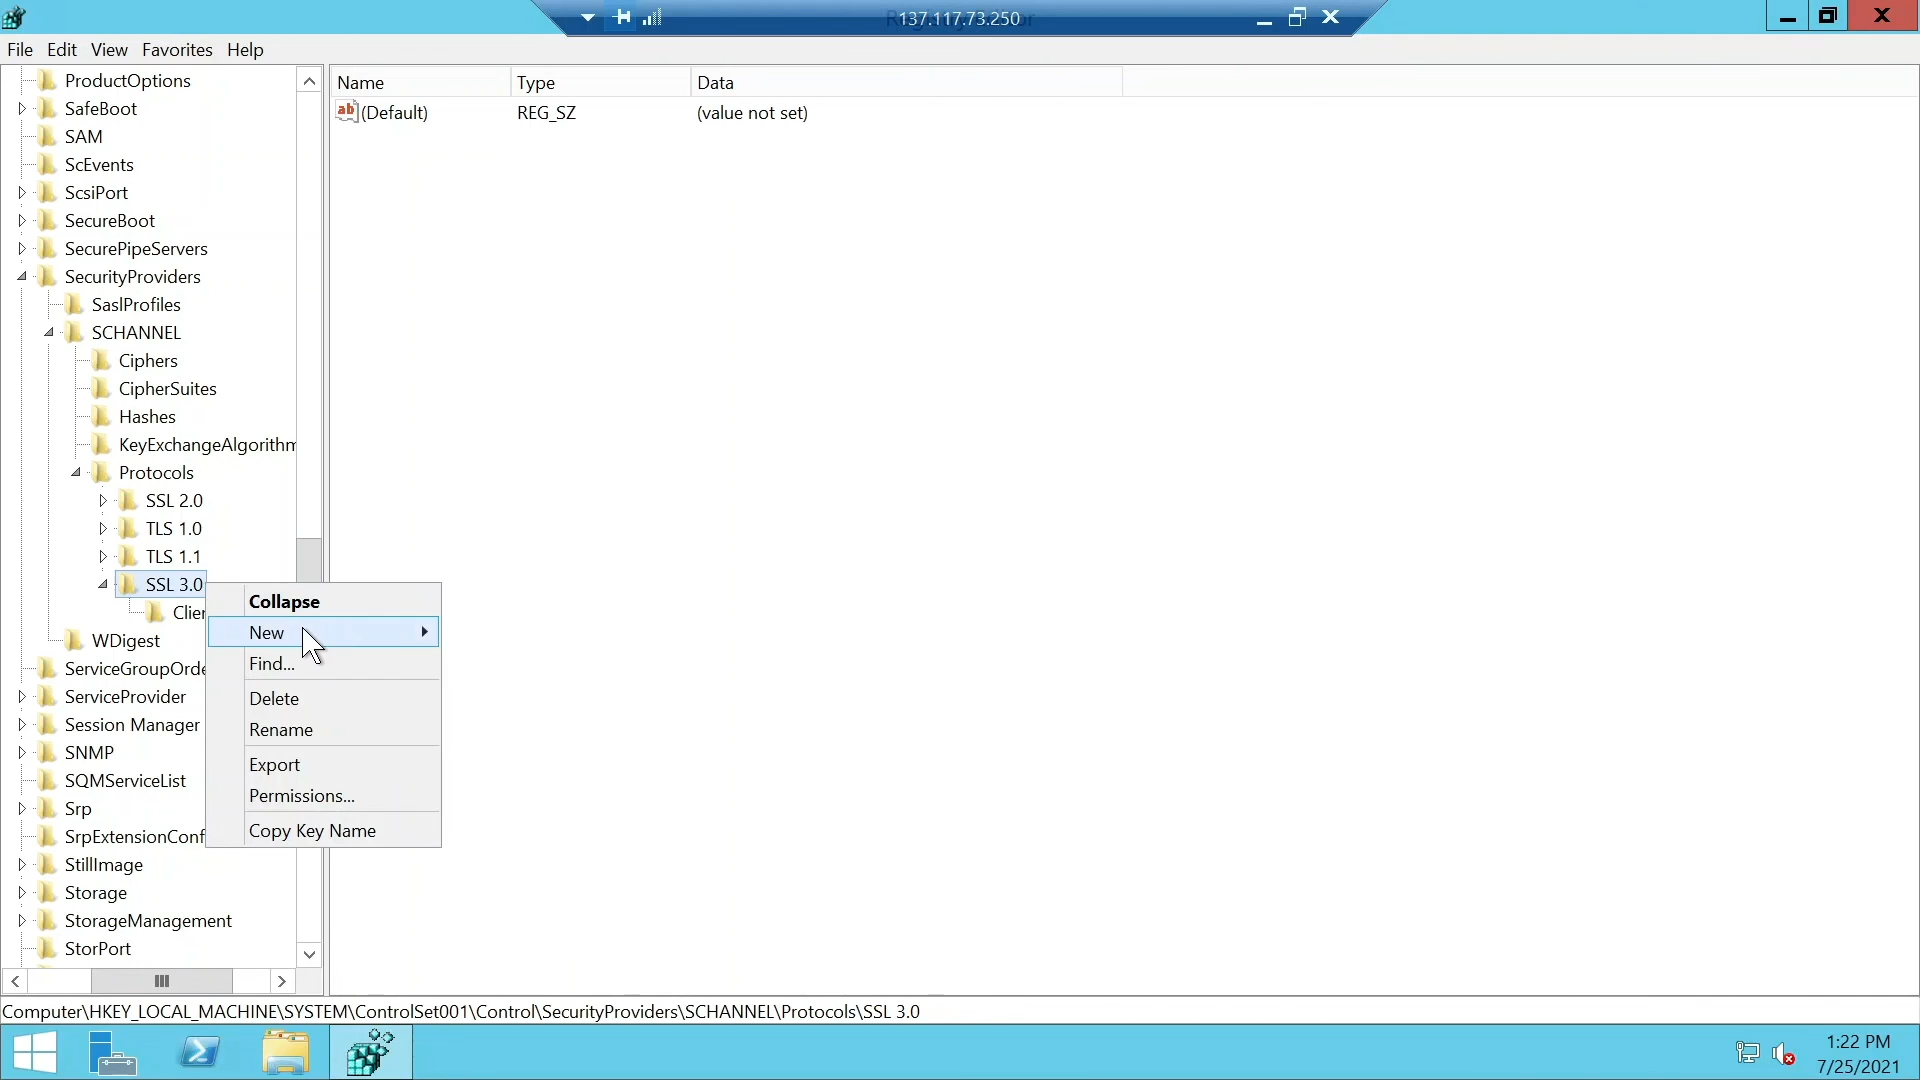 137.117.73.250
File Edit View Favorites Help
Name Type Data
(Default) REG_SZ (value not set)
ProductOptions
SafeBoot
SAM
ScEvents
ScsiPort
SecureBoot
SecurePipeServers
SecurityProviders
SaslProfiles
SCHANNEL
Ciphers
CipherSuites
Hashes
KeyExchangeAlgorithm
Protocols
SSL 2.0
TLS 1.0
TLS 1.1
SSL 3.0
Clier
WDigest
ServiceGroupOrde
ServiceProvider
Session Manager
SNMP
SQMServiceList
Srp
SrpExtensionConf
StillImage
Storage
StorageManagement
StorPort
Collapse
New
Find...
Delete
Rename
Export
Permissions...
Copy Key Name
Computer\HKEY_LOCAL_MACHINE\SYSTEM\ControlSet001\Control\SecurityProviders\SCHANNEL\Protocols\SSL 3.0
1:22 PM
7/25/2021